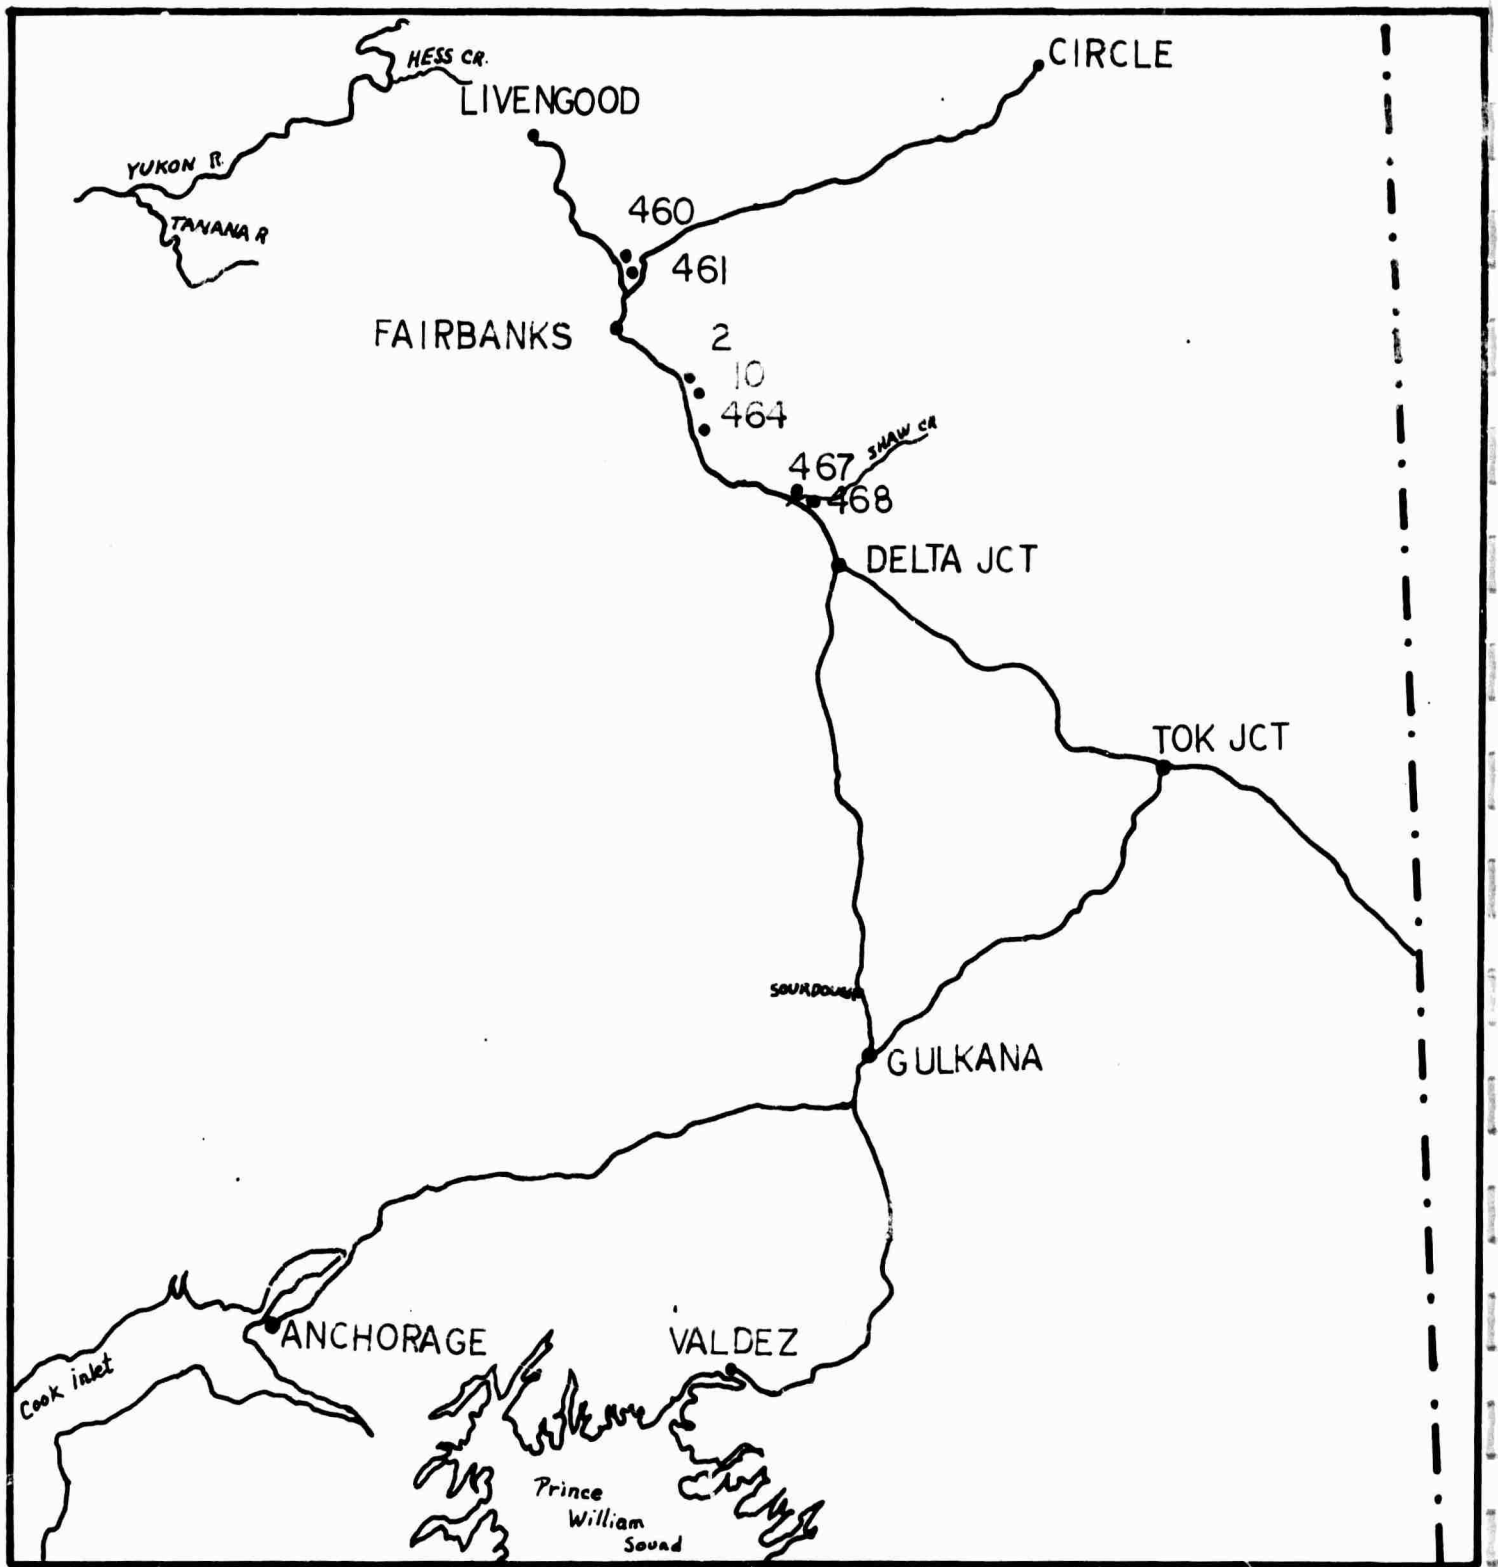 HESS CR.
CIRCLE
LIVENGOOD
YUKON R.
TANANA R
460
461
FAIRBANKS
2
10
464
SHAW CR
467
468
DELTA JCT
TOK JCT
SOURDOUGH
GULKANA
ANCHORAGE
VALDEZ
Cook inlet
Prince
William
Sound